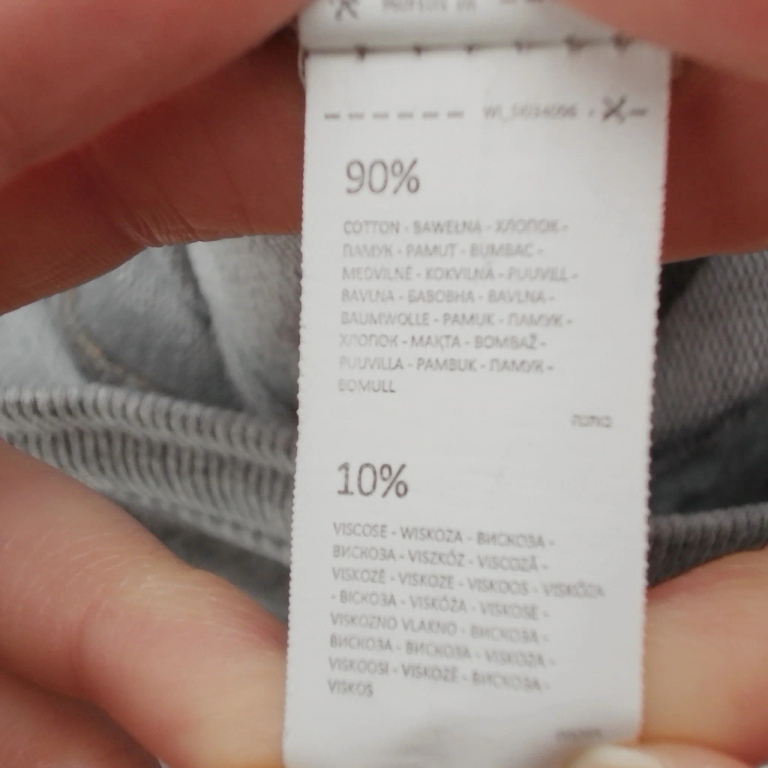 90%
COTTON - BAWEŁNA - ХЛОПОК -
ПАМУК - PAMUT - BUMBAC -
MEDVILNĖ - KOKVILNA - PUUVILL -
BAVLNA - БАВОВНА - BAVLNA -
BAUMWOLLE - PAMUK - ПАМУК -
ХЛОПОК - МАҚТА - BOMBAŽ -
PUUVILLA - PAMBUK - ПАМУК -
BOMULL
כותנה
10%
VISCOSE - WISKOZA - ВИСКОЗА -
ВИСКОЗА - VISZKÓZ - VISCOZĂ -
VISKOZĖ - VISKOZE - VISKOOS - VISKÓZA
- ВІСКОЗА - VISKÓZA - VISKOSE -
VISKOZNO VLAKNO - ВИСКОЗА -
ВИСКОЗА - ВИСКОЗА - VISKOZA -
VISKOOSI - VISKOZË - ВИСКОЗА -
VISKOS